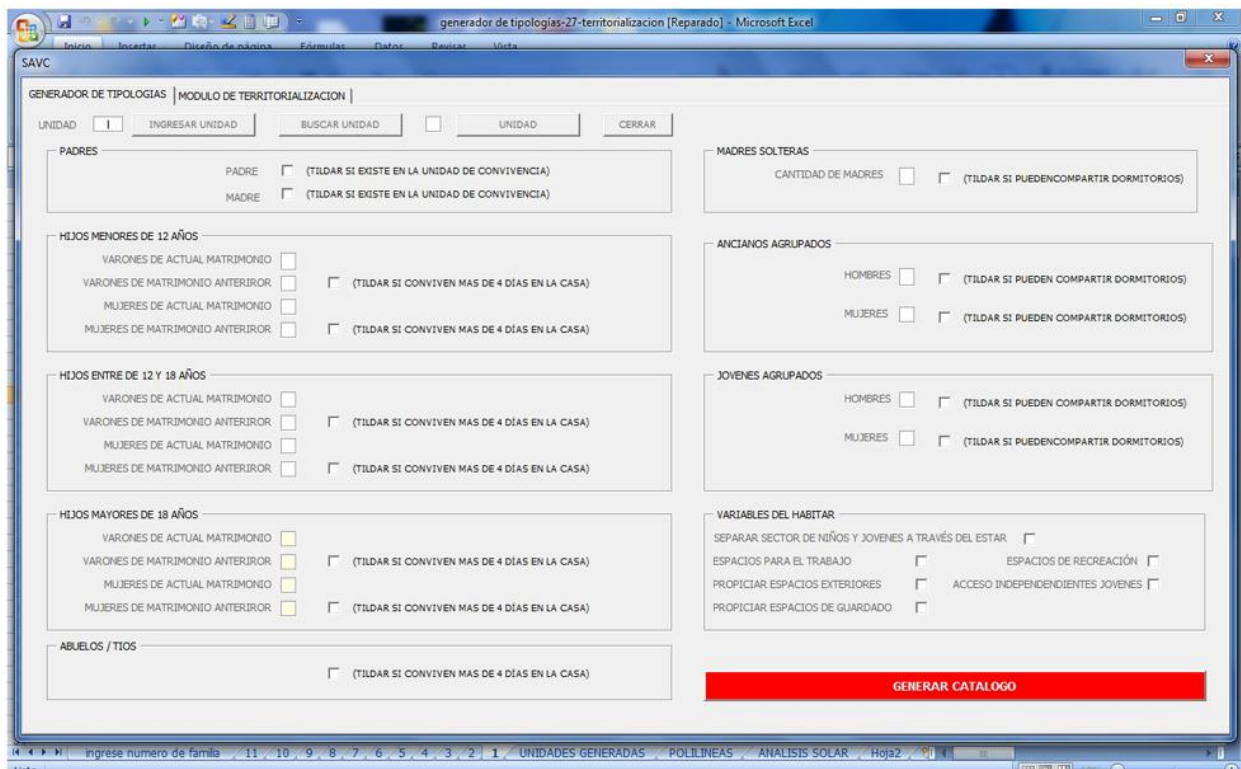 generador de tipologías-27-territorializacion [Reparado] - Microsoft Excel
Inicio Insertar Diseño de página Fórmulas Datos Revisar Vista
SAVC
GENERADOR DE TIPOLOGIAS MODULO DE TERRITORIALIZACION
UNIDAD 1 INGRESAR UNIDAD BUSCAR UNIDAD UNIDAD CERRAR
PADRES
PADRE (TILDAR SI EXISTE EN LA UNIDAD DE CONVIVENCIA)
MADRE (TILDAR SI EXISTE EN LA UNIDAD DE CONVIVENCIA)
HIJOS MENORES DE 12 AÑOS
VARONES DE ACTUAL MATRIMONIO
VARONES DE MATRIMONIO ANTERIROR (TILDAR SI CONVIVEN MAS DE 4 DÍAS EN LA CASA)
MUJERES DE ACTUAL MATRIMONIO
MUJERES DE MATRIMONIO ANTERIROR (TILDAR SI CONVIVEN MAS DE 4 DÍAS EN LA CASA)
HIJOS ENTRE DE 12 Y 18 AÑOS
VARONES DE ACTUAL MATRIMONIO
VARONES DE MATRIMONIO ANTERIROR (TILDAR SI CONVIVEN MAS DE 4 DÍAS EN LA CASA)
MUJERES DE ACTUAL MATRIMONIO
MUJERES DE MATRIMONIO ANTERIROR (TILDAR SI CONVIVEN MAS DE 4 DÍAS EN LA CASA)
HIJOS MAYORES DE 18 AÑOS
VARONES DE ACTUAL MATRIMONIO
VARONES DE MATRIMONIO ANTERIROR (TILDAR SI CONVIVEN MAS DE 4 DÍAS EN LA CASA)
MUJERES DE ACTUAL MATRIMONIO
MUJERES DE MATRIMONIO ANTERIROR (TILDAR SI CONVIVEN MAS DE 4 DÍAS EN LA CASA)
ABUELOS / TIOS
(TILDAR SI CONVIVEN MAS DE 4 DÍAS EN LA CASA)
MADRES SOLTERAS
CANTIDAD DE MADRES (TILDAR SI PUEDENCOMPARTIR DORMITORIOS)
ANCIANOS AGRUPADOS
HOMBRES (TILDAR SI PUEDEN COMPARTIR DORMITORIOS)
MUJERES (TILDAR SI PUEDEN COMPARTIR DORMITORIOS)
JOVENES AGRUPADOS
HOMBRES (TILDAR SI PUEDEN COMPARTIR DORMITORIOS)
MUJERES (TILDAR SI PUEDENCOMPARTIR DORMITORIOS)
VARIABLES DEL HABITAR
SEPARAR SECTOR DE NIÑOS Y JOVENES A TRAVÉS DEL ESTAR
ESPACIOS PARA EL TRABAJO ESPACIOS DE RECREACIÓN
PROPICIAR ESPACIOS EXTERIORES ACCESO INDEPENDENDIENTES JOVENES
PROPICIAR ESPACIOS DE GUARDADO
GENERAR CATALOGO
ingrese numero de familia 11 10 9 8 7 6 5 4 3 2 1 UNIDADES GENERADAS POLILINEAS ANALISIS SOLAR Hoja2